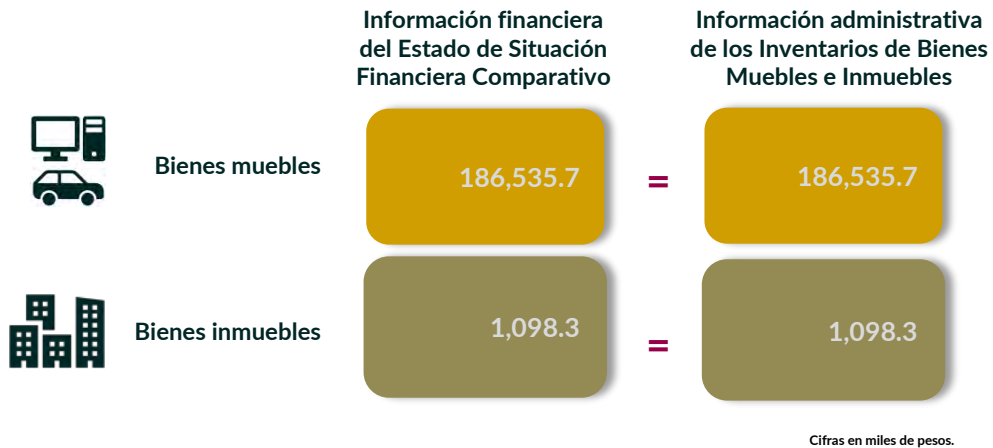 Información financiera
del Estado de Situación
Financiera Comparativo
Información administrativa
de los Inventarios de Bienes
Muebles e Inmuebles
Bienes muebles
186,535.7
=
186,535.7
Bienes inmuebles
1,098.3
=
1,098.3
Cifras en miles de pesos.